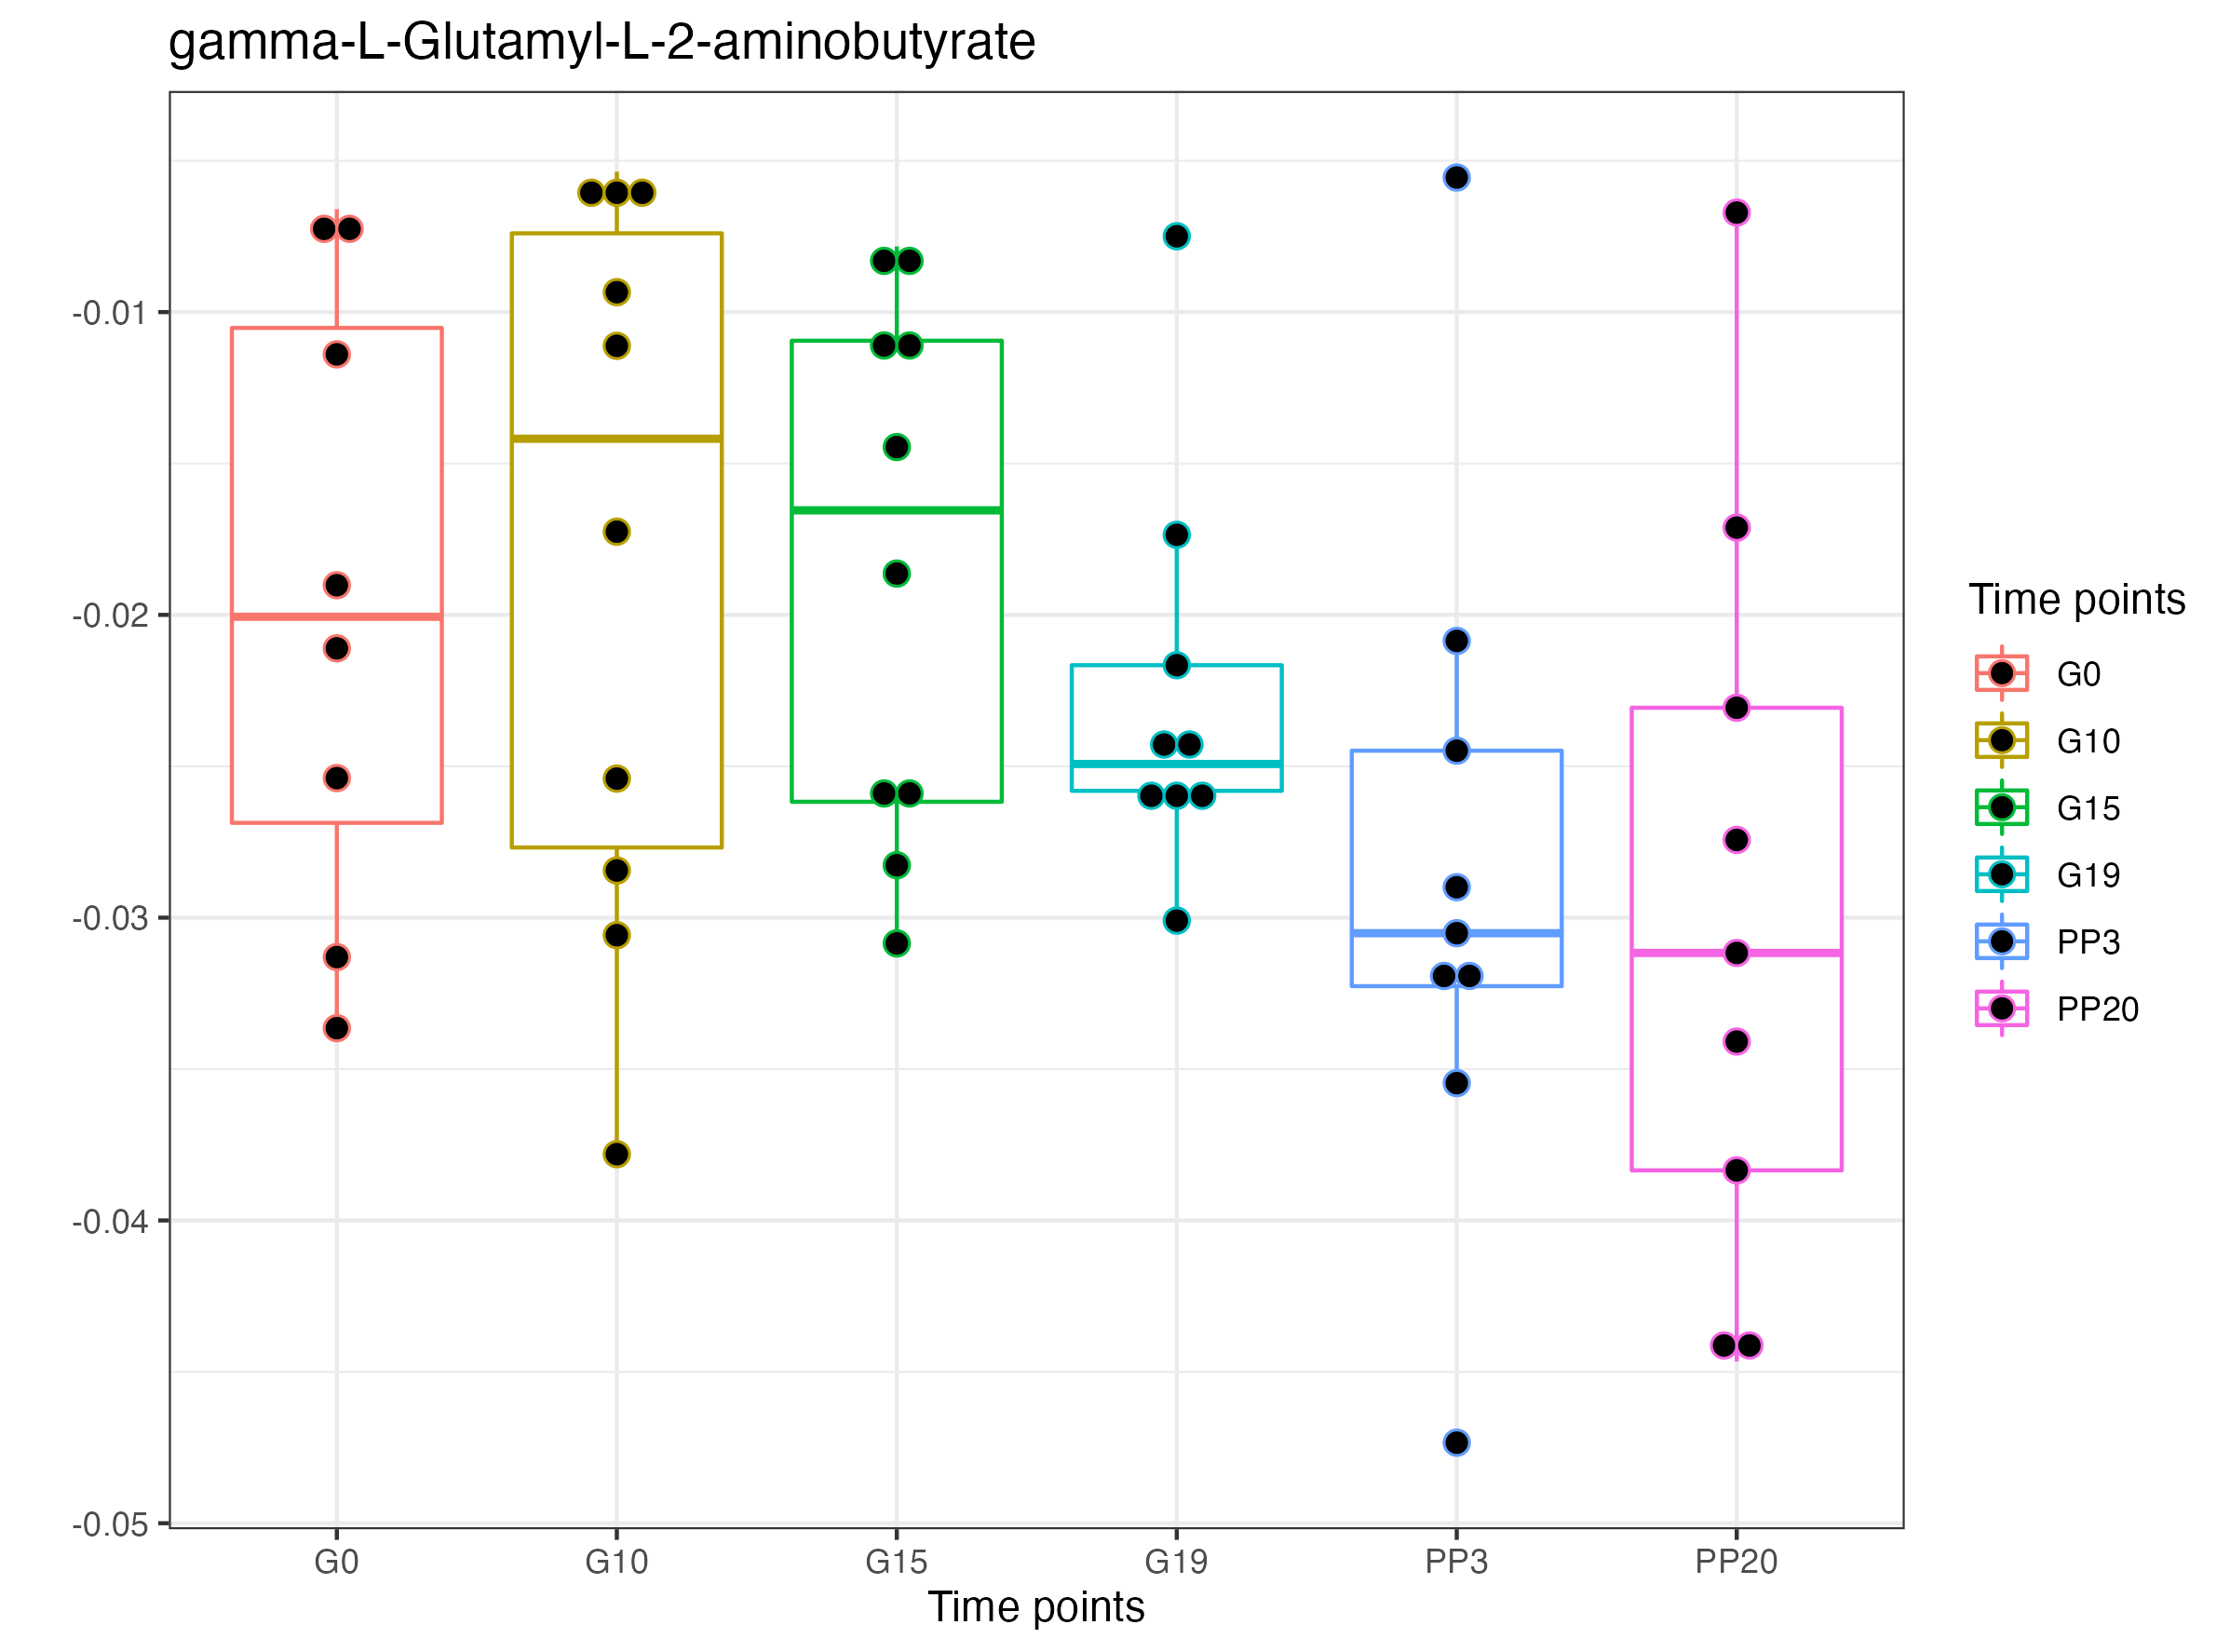 gamma-L-Glutamyl-L-2-aminobutyrate
-0.01
-0.02
-0.03
-0.04
-0.05
G0 G10 G15 G19 PP3 PP20
Time points
Time points
G0
G10
G15
G19
PP3
PP20